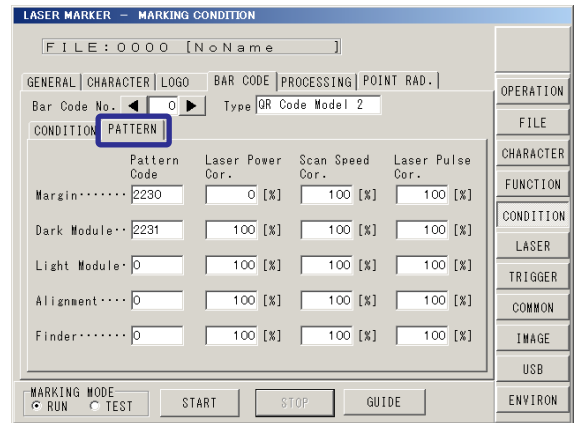 LASER MARKER － MARKING CONDITION
FILE:0000 [NoName ]
GENERAL CHARACTER LOGO BAR CODE PROCESSING POINT RAD.
Bar Code No. ◀ 0 ▶ Type QR Code Model 2
CONDITION PATTERN
Pattern Code Laser Power Cor. Scan Speed Cor. Laser Pulse Cor.
Margin······· 2230 0 [%] 100 [%] 100 [%]
Dark Module·· 2231 100 [%] 100 [%] 100 [%]
Light Module· 0 100 [%] 100 [%] 100 [%]
Alignment···· 0 100 [%] 100 [%] 100 [%]
Finder······· 0 100 [%] 100 [%] 100 [%]
MARKING MODE
RUN TEST START STOP GUIDE
OPERATION
FILE
CHARACTER
FUNCTION
CONDITION
LASER
TRIGGER
COMMON
IMAGE
USB
ENVIRON